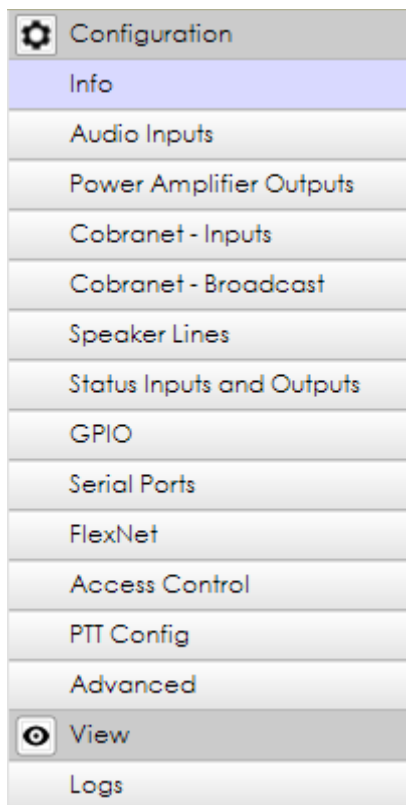 Configuration
Info
Audio Inputs
Power Amplifier Outputs
Cobranet - Inputs
Cobranet - Broadcast
Speaker Lines
Status Inputs and Outputs
GPIO
Serial Ports
FlexNet
Access Control
PTT Config
Advanced
View
Logs